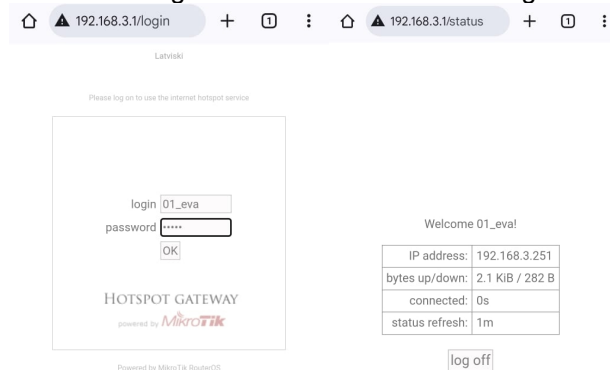 192.168.3.1/login
1
Latviski
Please log on to use the internet hotspot service
login 01_eva
password •••••
OK
HOTSPOT GATEWAY
powered by MikroTik
Powered by MikroTik RouterOS
192.168.3.1/status
1
Welcome 01_eva!
IP address: 192.168.3.251
bytes up/down: 2.1 KiB / 282 B
connected: 0s
status refresh: 1m
log off